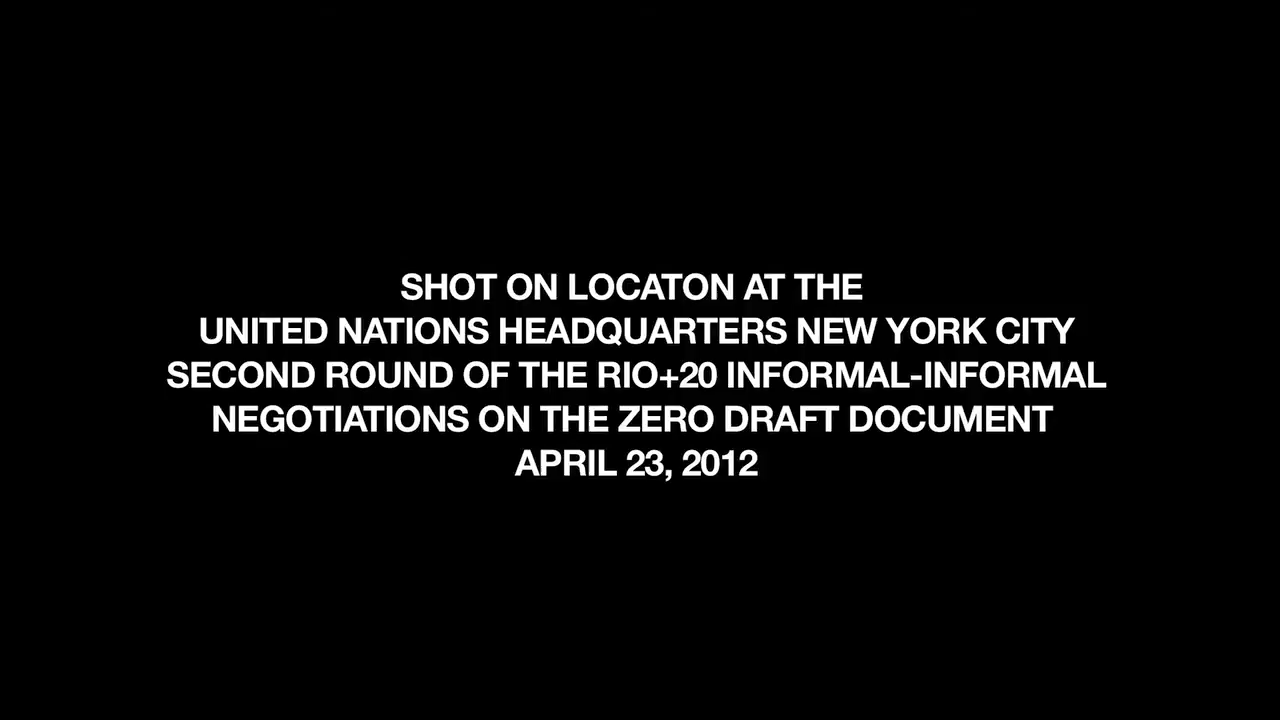 SHOT ON LOCATON AT THE
UNITED NATIONS HEADQUARTERS NEW YORK CITY
SECOND ROUND OF THE RIO+20 INFORMAL-INFORMAL
NEGOTIATIONS ON THE ZERO DRAFT DOCUMENT
APRIL 23, 2012